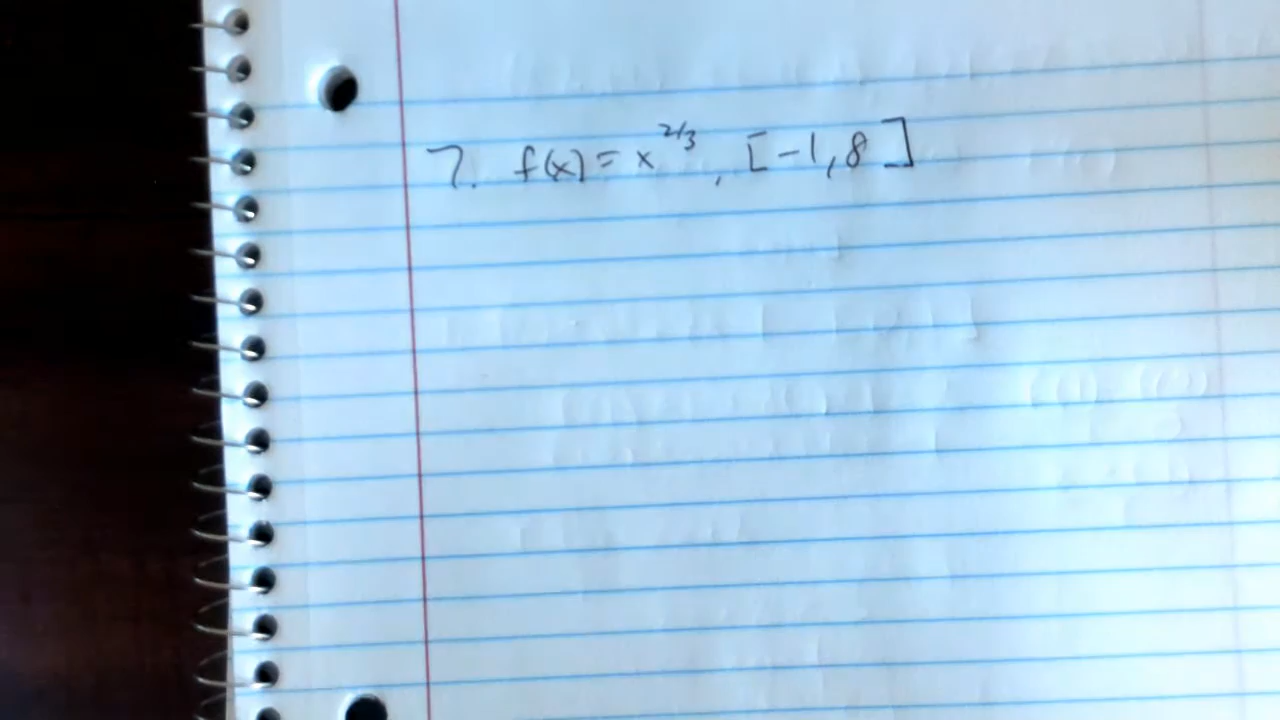 7. f(x) = x^{2/3}, [-1, 8]